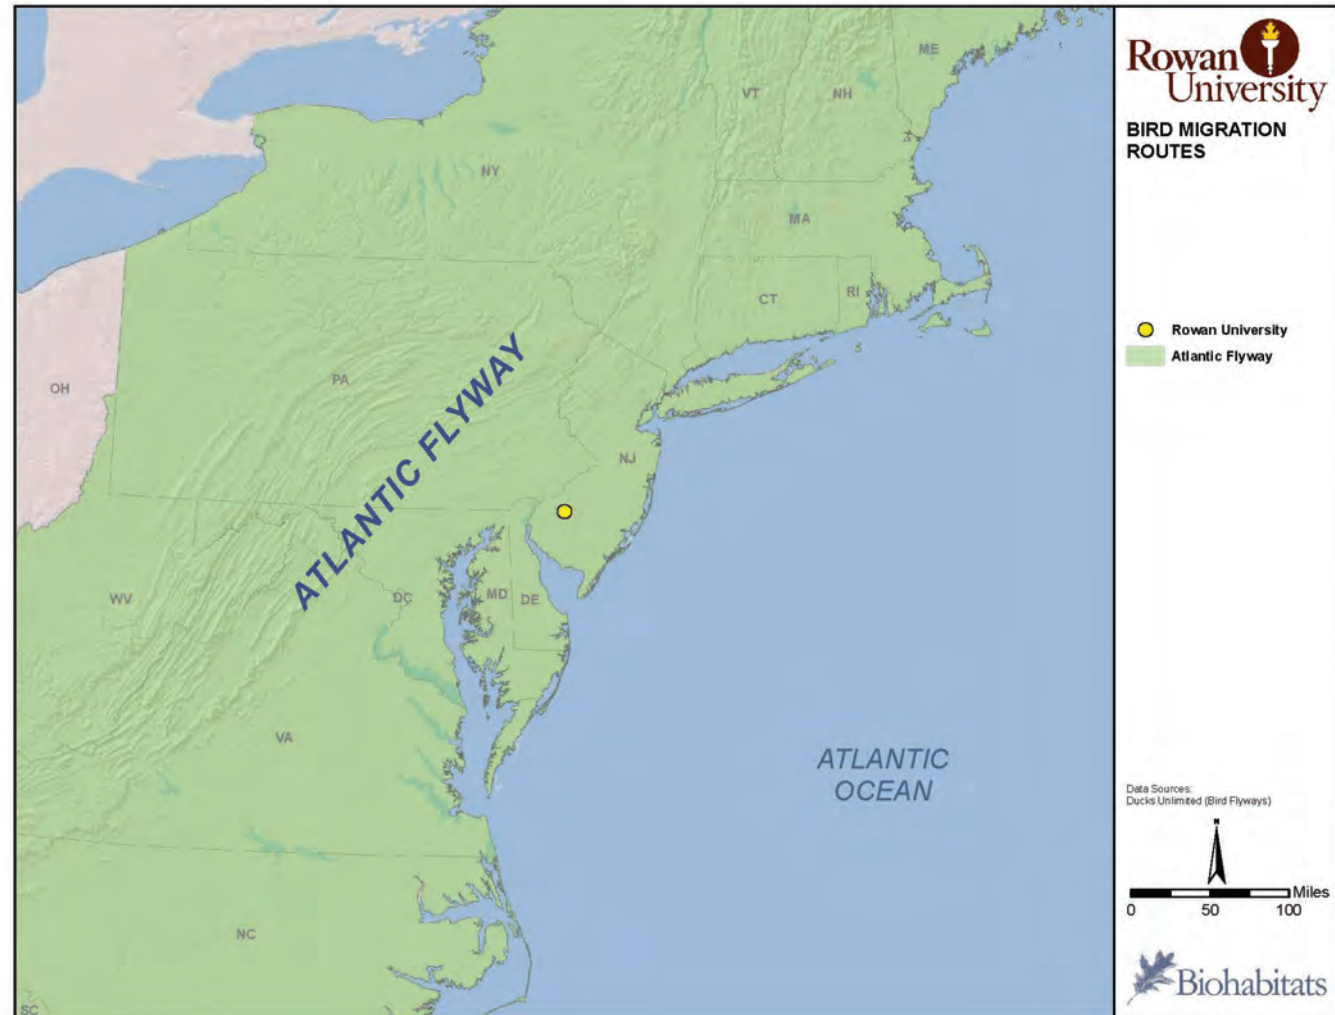 ME
VT
NH
NY
MA
CT
RI
PA
OH
ATLANTIC FLYWAY
NJ
WV
DC
MD
DE
VA
ATLANTIC
OCEAN
NC
SC
Rowan
University
BIRD MIGRATION
ROUTES
Rowan University
Atlantic Flyway
Data Sources:
Ducks Unlimited (Bird Flyways)
N
Miles
0 50 100
Biohabitats